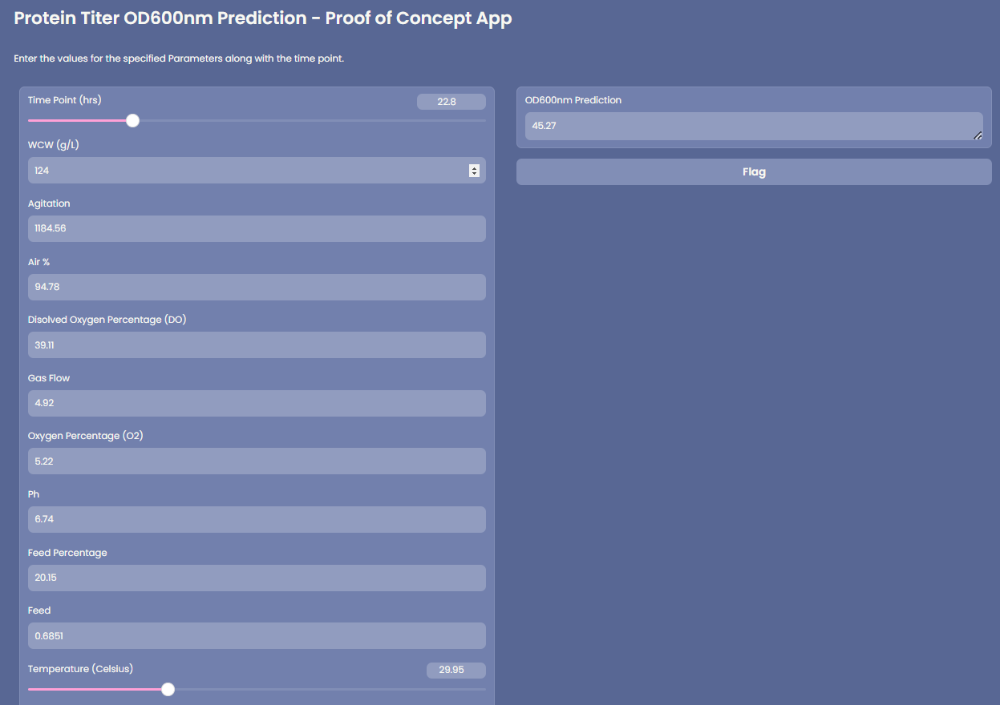 Protein Titer OD600nm Prediction - Proof of Concept App
Enter the values for the specified Parameters along with the time point.
Time Point (hrs)
22.8
WCW (g/L)
124
Agitation
1184.56
Air %
94.78
Disolved Oxygen Percentage (DO)
39.11
Gas Flow
4.92
Oxygen Percentage (O2)
5.22
Ph
6.74
Feed Percentage
20.15
Feed
0.6851
Temperature (Celsius)
29.95
OD600nm Prediction
45.27
Flag